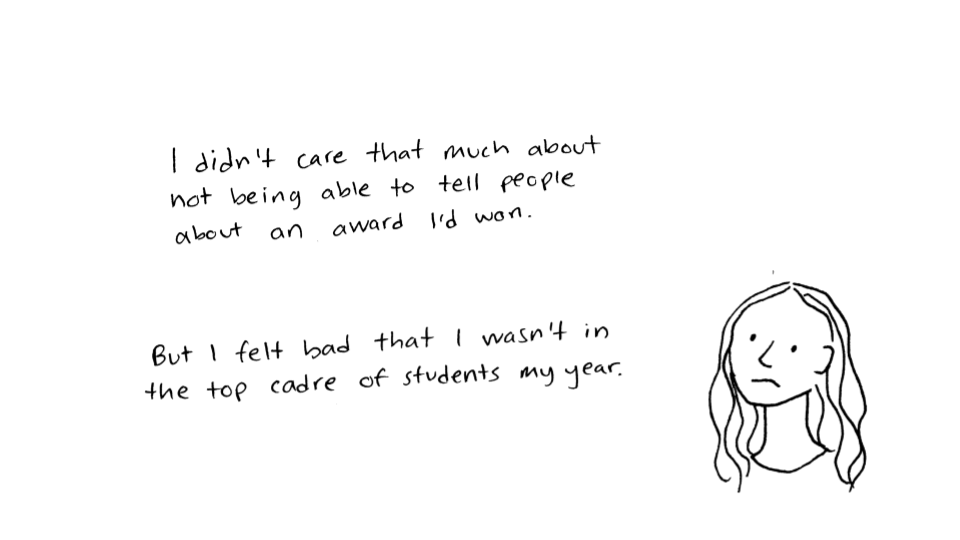 I didn't care that much about
not being able to tell people
about an award I'd won.
But I felt bad that I wasn't in
the top cadre of students my year.